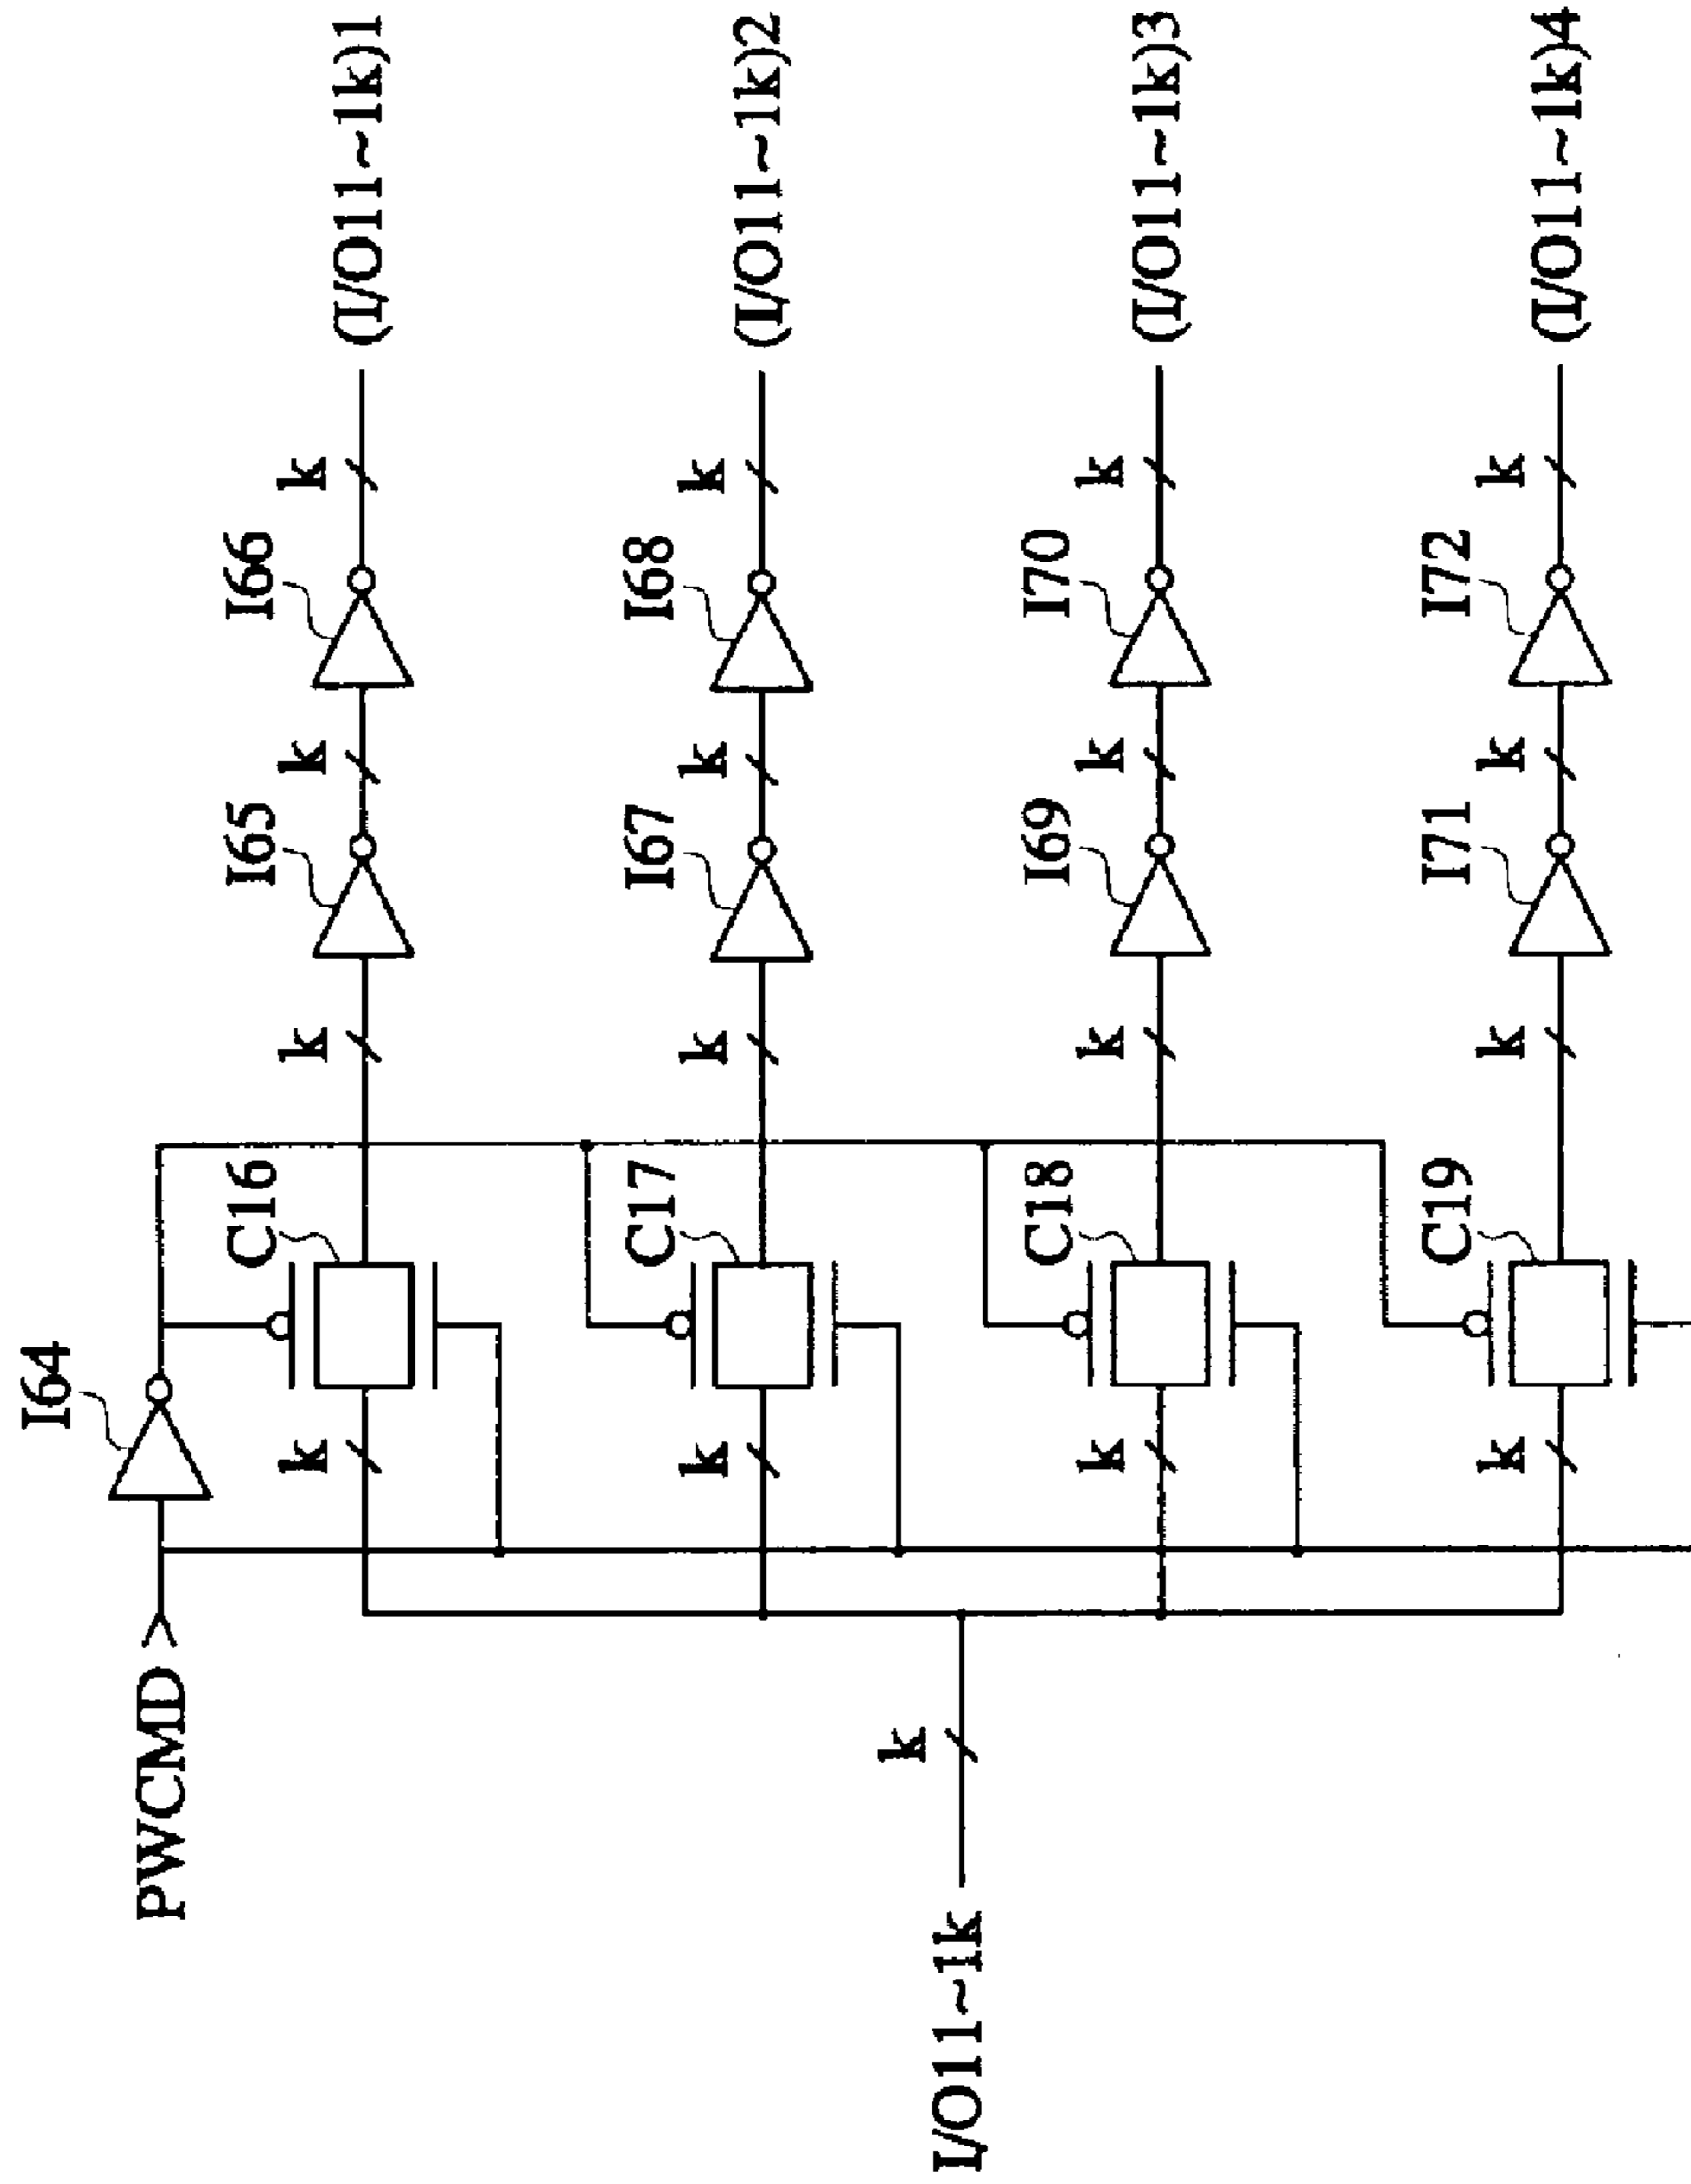 I64
PWCMD
C16 I65 I66
k k k k
(I/O11~1k)1
C17 I67 I68
k k k k
(I/O11~1k)2
k
I/O11~1k
C18 I69 I70
k k k k
(I/O11~1k)3
C19 I71 I72
k k k k
(I/O11~1k)4